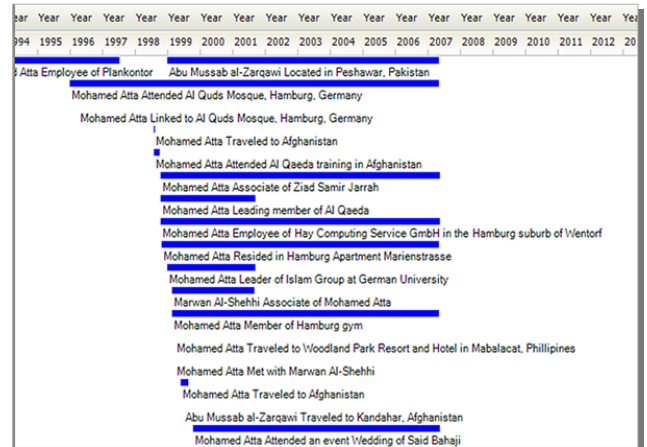 ear Year Year Year Year Year Year Year Year Year Year Year Year Year Year Year Year Year Year Yea
994 1995 1996 1997 1998 1999 2000 2001 2002 2003 2004 2005 2006 2007 2008 2009 2010 2011 2012 20
d Atta Employee of Plankontor Abu Mussab al-Zarqawi Located in Peshawar, Pakistan
Mohamed Atta Attended Al Quds Mosque, Hamburg, Germany
Mohamed Atta Linked to Al Quds Mosque, Hamburg, Germany
Mohamed Atta Traveled to Afghanistan
Mohamed Atta Attended Al Qaeda training in Afghanistan
Mohamed Atta Associate of Ziad Samir Jarrah
Mohamed Atta Leading member of Al Qaeda
Mohamed Atta Employee of Hay Computing Service GmbH in the Hamburg suburb of Wentorf
Mohamed Atta Resided in Hamburg Apartment Marienstrasse
Mohamed Atta Leader of Islam Group at German University
Marwan Al-Shehhi Associate of Mohamed Atta
Mohamed Atta Member of Hamburg gym
Mohamed Atta Traveled to Woodland Park Resort and Hotel in Mabalacat, Phillipines
Mohamed Atta Met with Marwan Al-Shehhi
Mohamed Atta Traveled to Afghanistan
Abu Mussab al-Zarqawi Traveled to Kandahar, Afghanistan
Mohamed Atta Attended an event Wedding of Said Bahaji